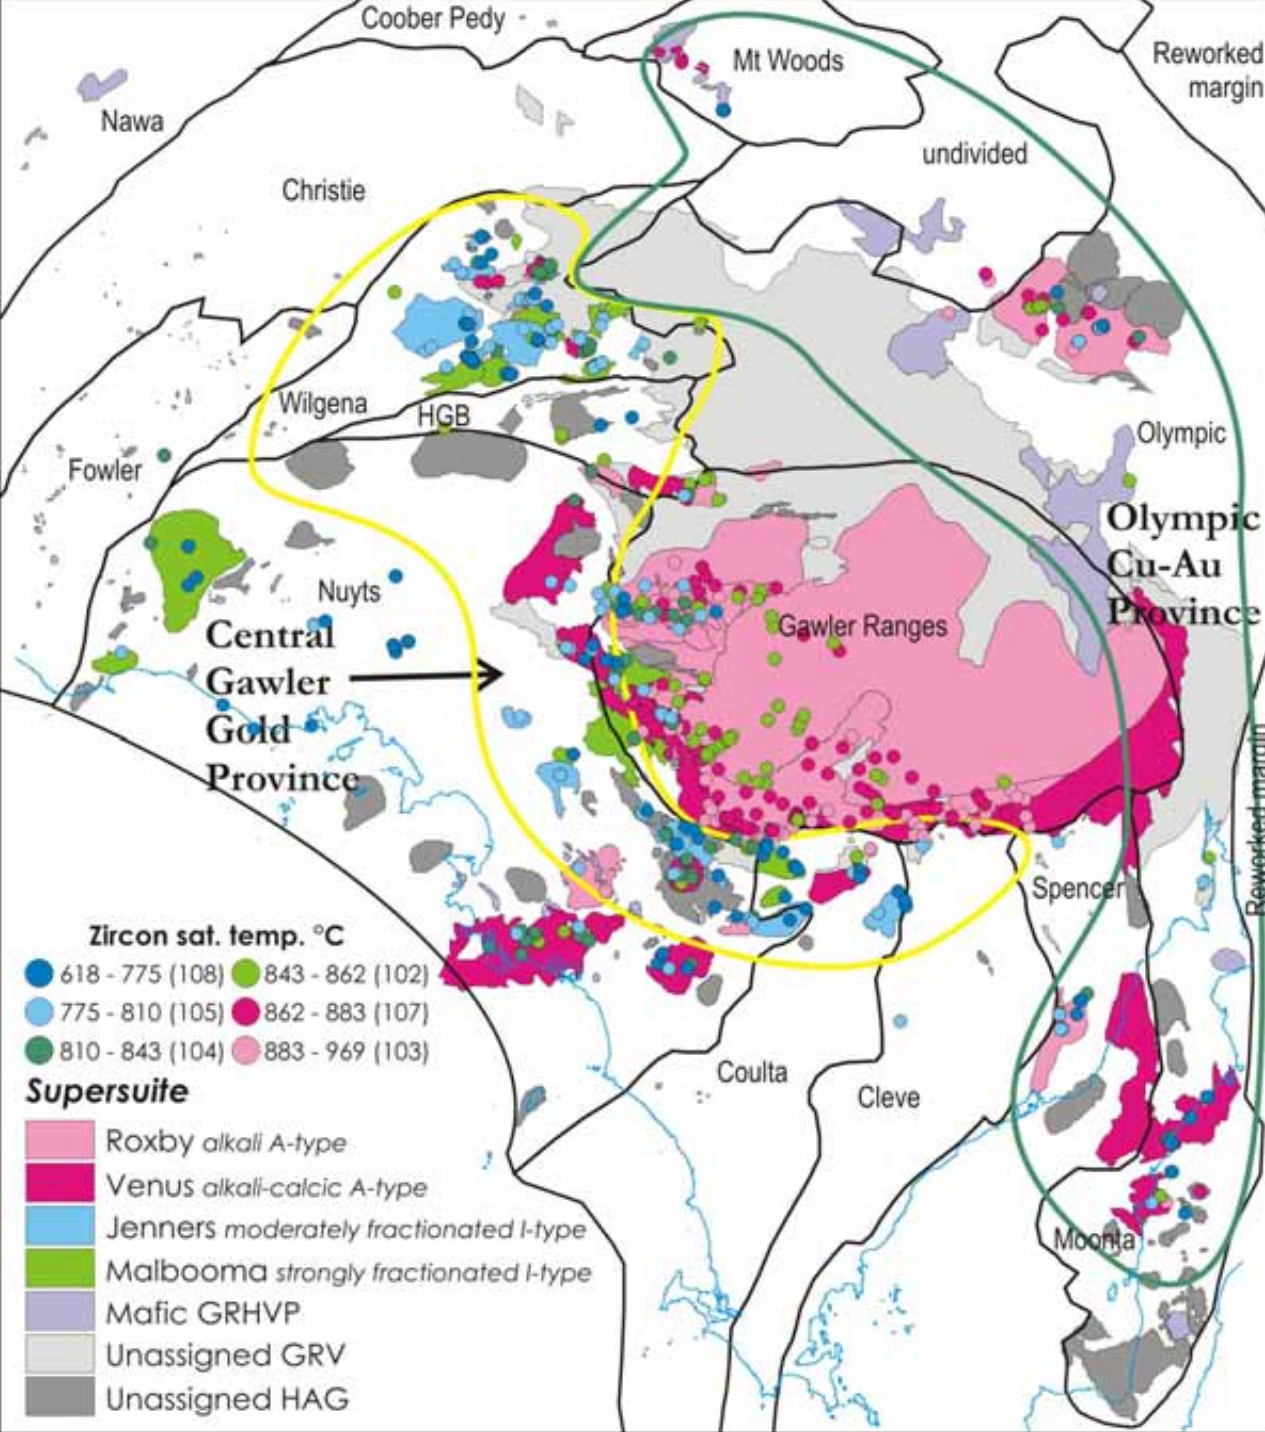 Coober Pedy
Mt Woods
Reworked
margin
Nawa
undivided
Christie
Wilgena
HGB
Olympic
Fowler
Olympic
Cu-Au
Province
Nuyts
Gawler Ranges
Central
Gawler
Gold
Province
Reworked margin
Spencer
Zircon sat. temp. °C
618 - 775 (108)
843 - 862 (102)
775 - 810 (105)
862 - 883 (107)
810 - 843 (104)
883 - 969 (103)
Coulta
Cleve
Supersuite
Roxby alkali A-type
Venus alkali-calcic A-type
Jenners moderately fractionated I-type
Moonta
Malbooma strongly fractionated I-type
Mafic GRHVP
Unassigned GRV
Unassigned HAG